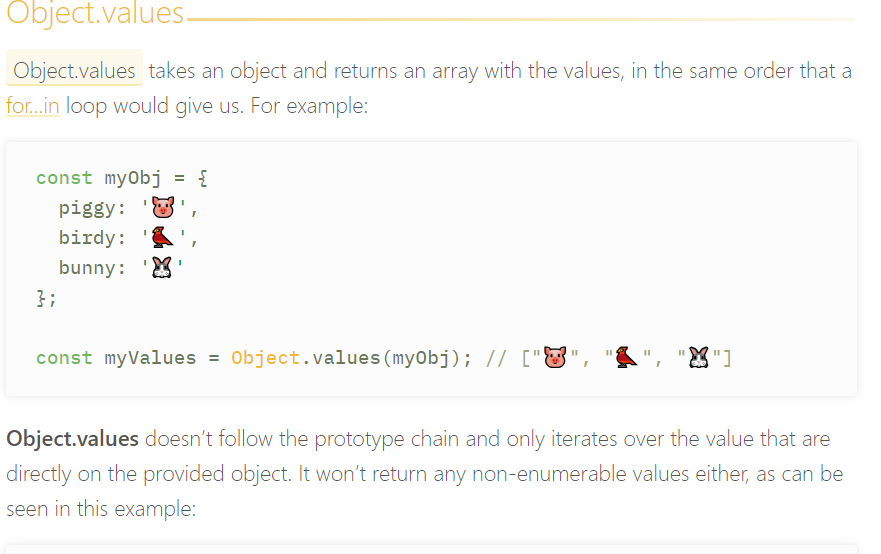 Object.values
Object.values takes an object and returns an array with the values, in the same order that a
for…in loop would give us. For example:
const myObj = {
piggy: '🐷',
birdy: '🐦',
bunny: '🐰'
};
const myValues = Object.values(myObj); // ["🐷", "🐦", "🐰"]
Object.values doesn’t follow the prototype chain and only iterates over the value that are
directly on the provided object. It won’t return any non-enumerable values either, as can be
seen in this example: